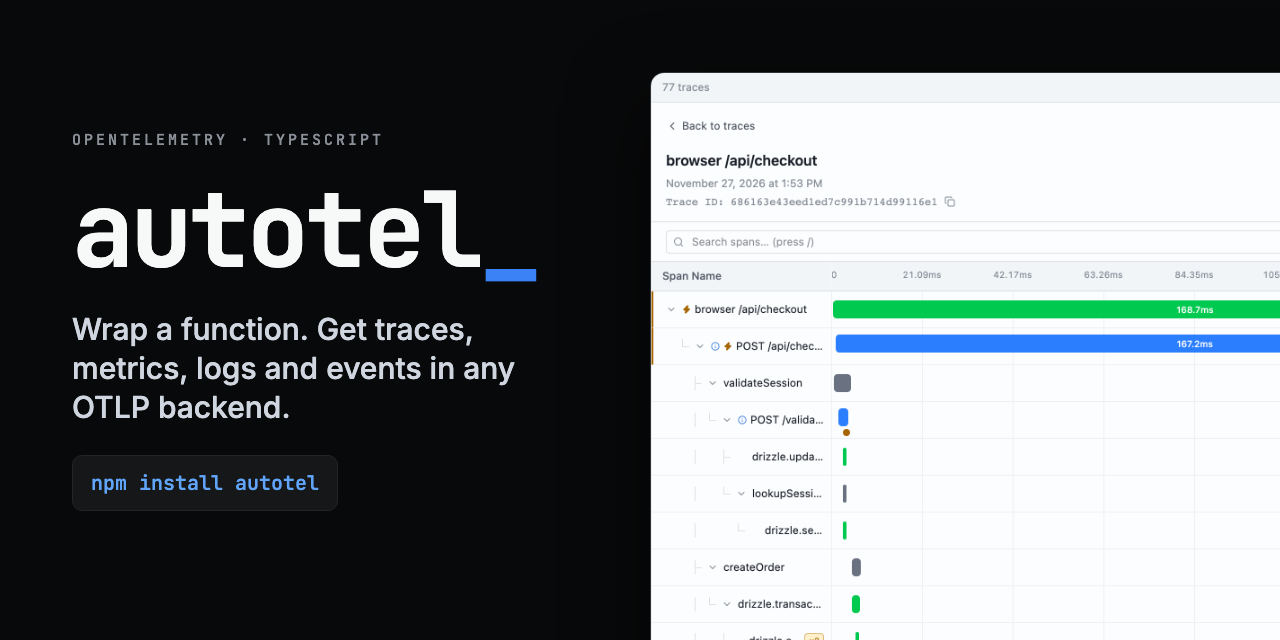 OPENTELEMETRY · TYPESCRIPT
autotel_
Wrap a function. Get traces,
metrics, logs and events in any
OTLP backend.
npm install autotel
77 traces
Back to traces
browser /api/checkout
November 27, 2026 at 1:53 PM
Trace ID: 686163e43eed1ed7c991b714d99116e1
Search spans... (press /)
Span Name 0 21.09ms 42.17ms 63.26ms 84.35ms 105
browser /api/checkout 168.7ms
POST /api/chec... 167.2ms
validateSession
POST /valida...
drizzle.upda...
lookupSessi...
drizzle.se...
createOrder
drizzle.transac...